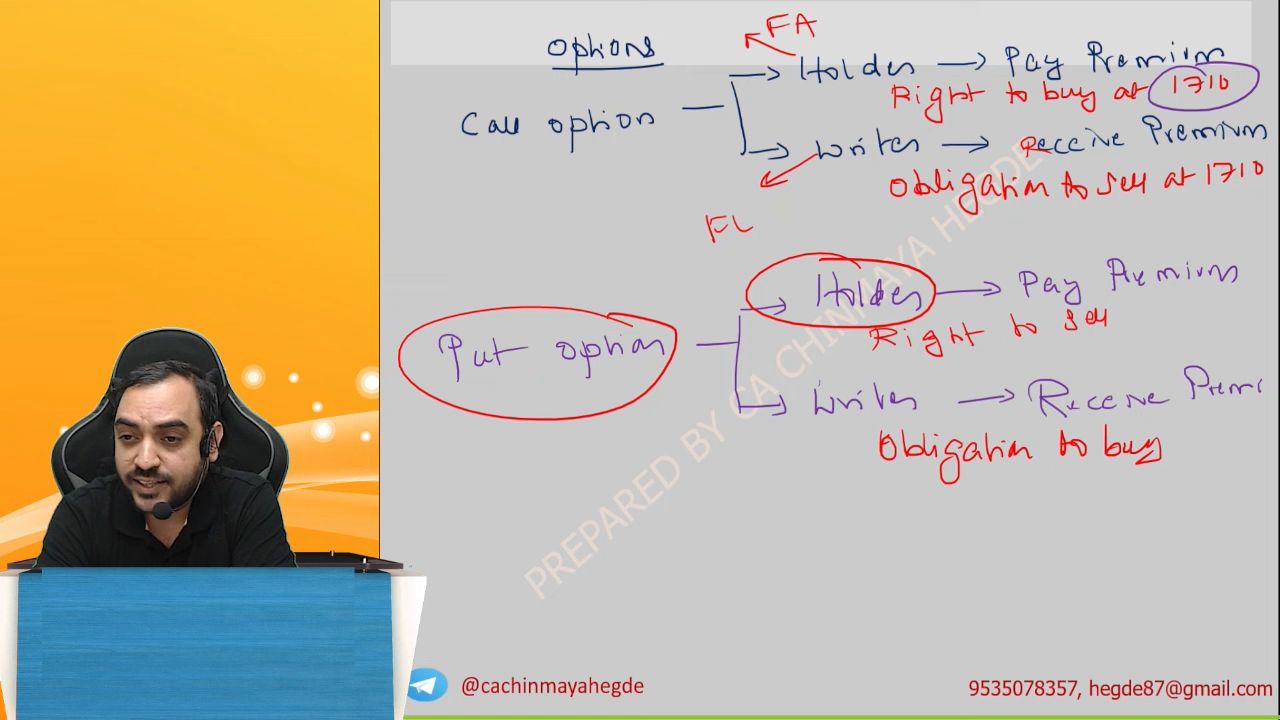 Options
FA
Call option
Holder → Pay Premium
Right to buy at 1710
Writer → Receive Premium
Obligation to sell at 1710
FL
Put option
Holder → Pay Premium
Right to sell
Writer → Receive Premi
Obligation to buy
PREPARED BY CA CHINMAYA HEGDE
@cachinmayahegde
9535078357, hegde87@gmail.com